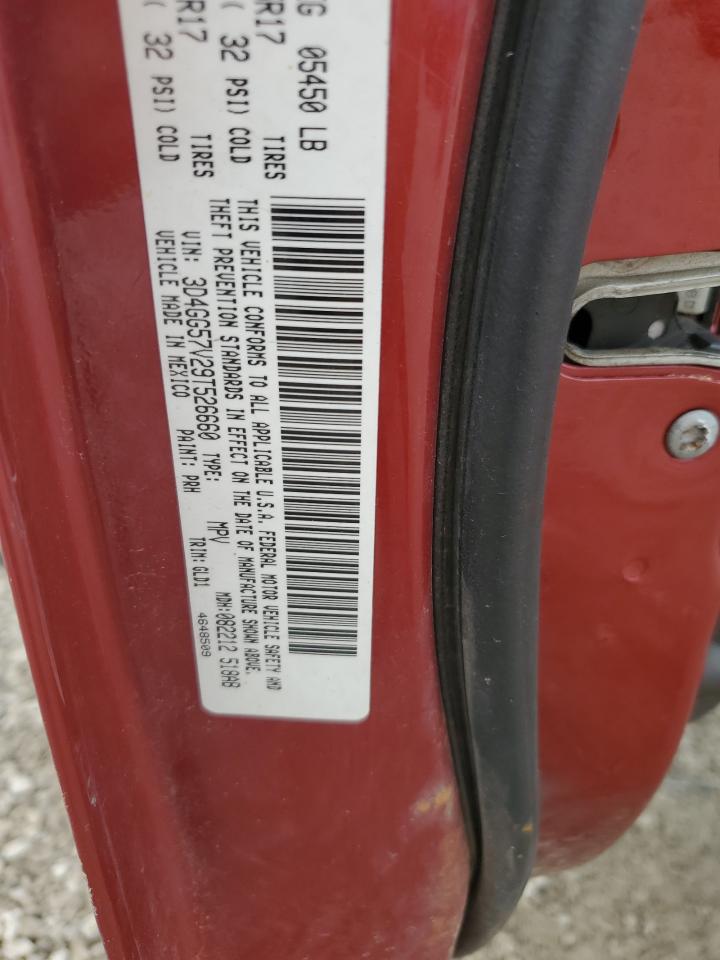 NG 05450 LB
R17 TIRES
( 32 PSI) COLD
R17 TIRES
( 32 PSI) COLD
THIS VEHICLE CONFORMS TO ALL APPLICABLE U.S.A. FEDERAL MOTOR VEHICLE SAFETY AND
THEFT PREVENTION STANDARDS IN EFFECT ON THE DATE OF MANUFACTURE SHOWN ABOVE.
VIN: 3D4GG57V29T526660 TYPE: MPV MDH:082212 518AB
VEHICLE MADE IN MEXICO PAINT: PRH TRIM:GLD1
4648509